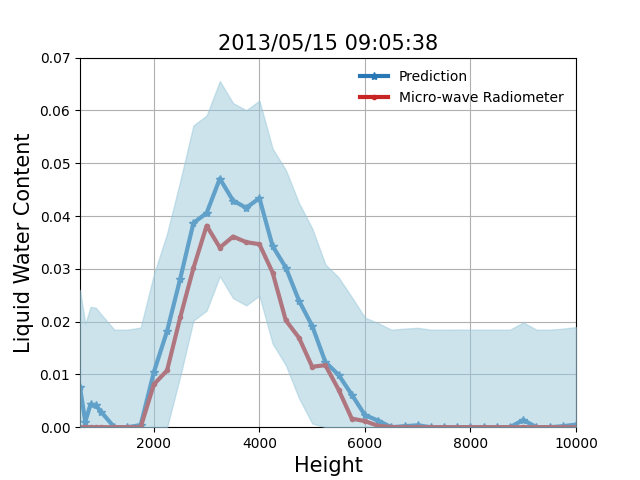 2013/05/15 09:05:38
0.07
0.06
0.05
0.04
0.03
0.02
0.01
0.00
Liquid Water Content
Prediction
Micro-wave Radiometer
2000 4000 6000 8000 10000
Height